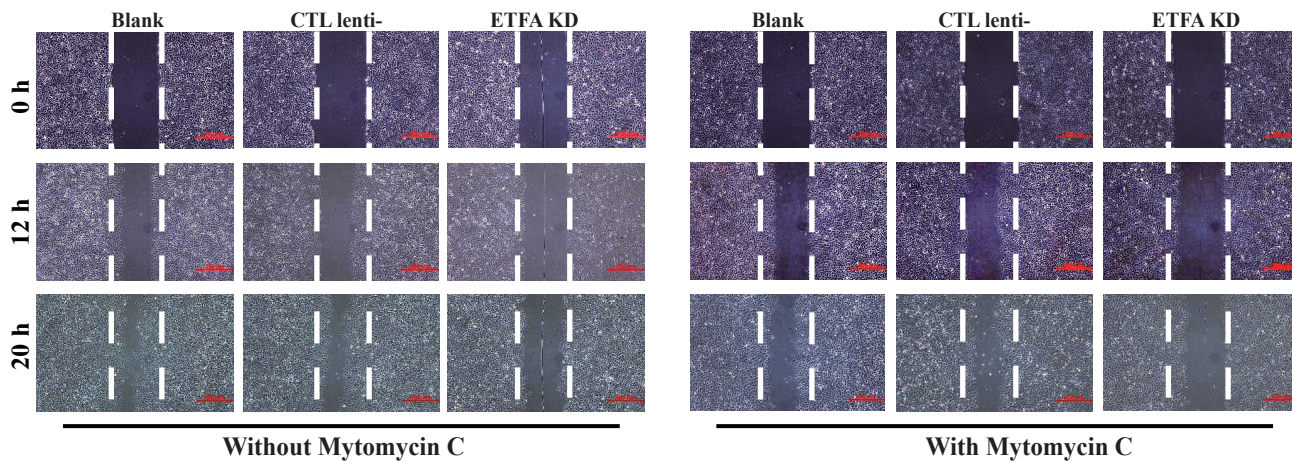 Blank CTL lenti- ETFA KD Blank CTL lenti- ETFA KD
0 h
12 h
20 h
Without Mytomycin C With Mytomycin C